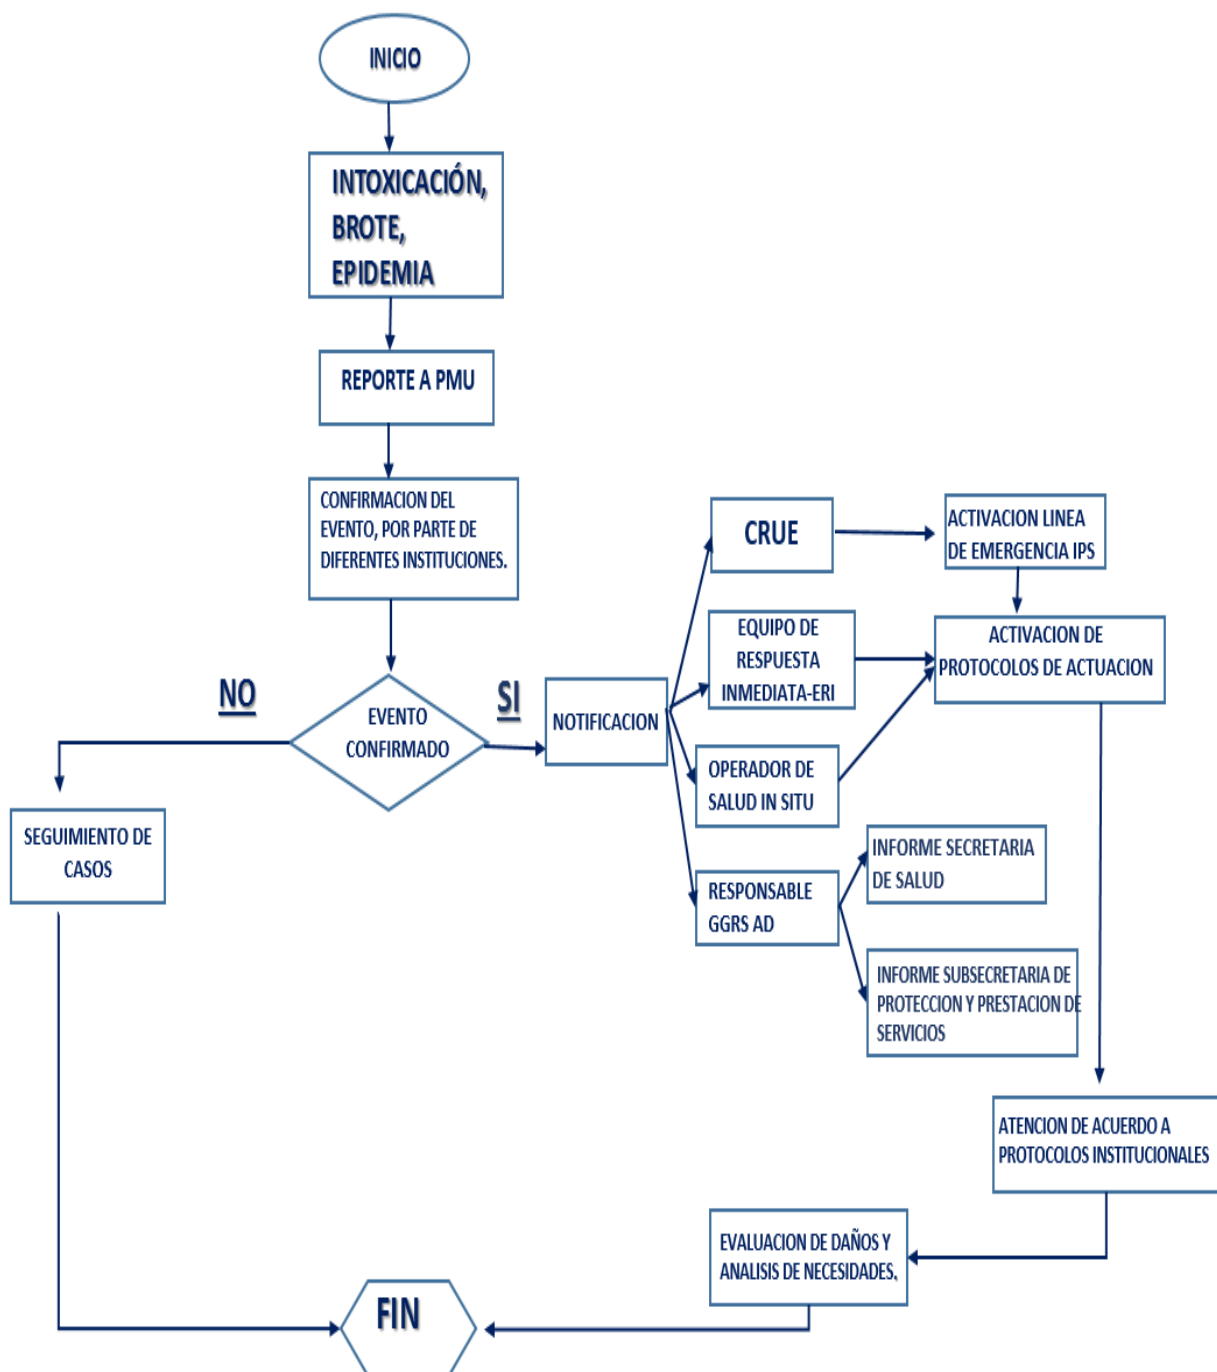 INICIO
INTOXICACIÓN,
BROTE,
EPIDEMIA
REPORTE A PMU
CONFIRMACION DEL
EVENTO, POR PARTE DE
DIFERENTES INSTITUCIONES.
EVENTO
CONFIRMADO
NO
SI
SEGUIMIENTO DE
CASOS
NOTIFICACION
CRUE
ACTIVACION LINEA
DE EMERGENCIA IPS
EQUIPO DE
RESPUESTA
INMEDIATA-ERI
ACTIVACION DE
PROTOCOLOS DE ACTUACION
OPERADOR DE
SALUD IN SITU
RESPONSABLE
GGRS AD
INFORME SECRETARIA
DE SALUD
INFORME SUBSECRETARIA DE
PROTECCION Y PRESTACION DE
SERVICIOS
ATENCION DE ACUERDO A
PROTOCOLOS INSTITUCIONALES
EVALUACION DE DAÑOS Y
ANALISIS DE NECESIDADES.
FIN